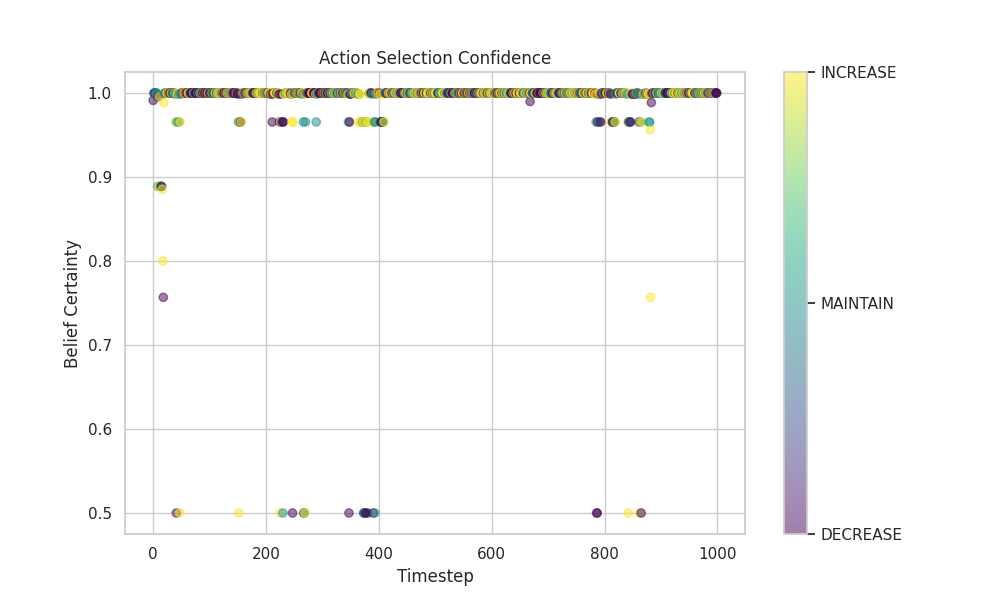 Action Selection Confidence
INCREASE
MAINTAIN
DECREASE
Belief Certainty
1.0
0.9
0.8
0.7
0.6
0.5
0
200
400
600
800
1000
Timestep